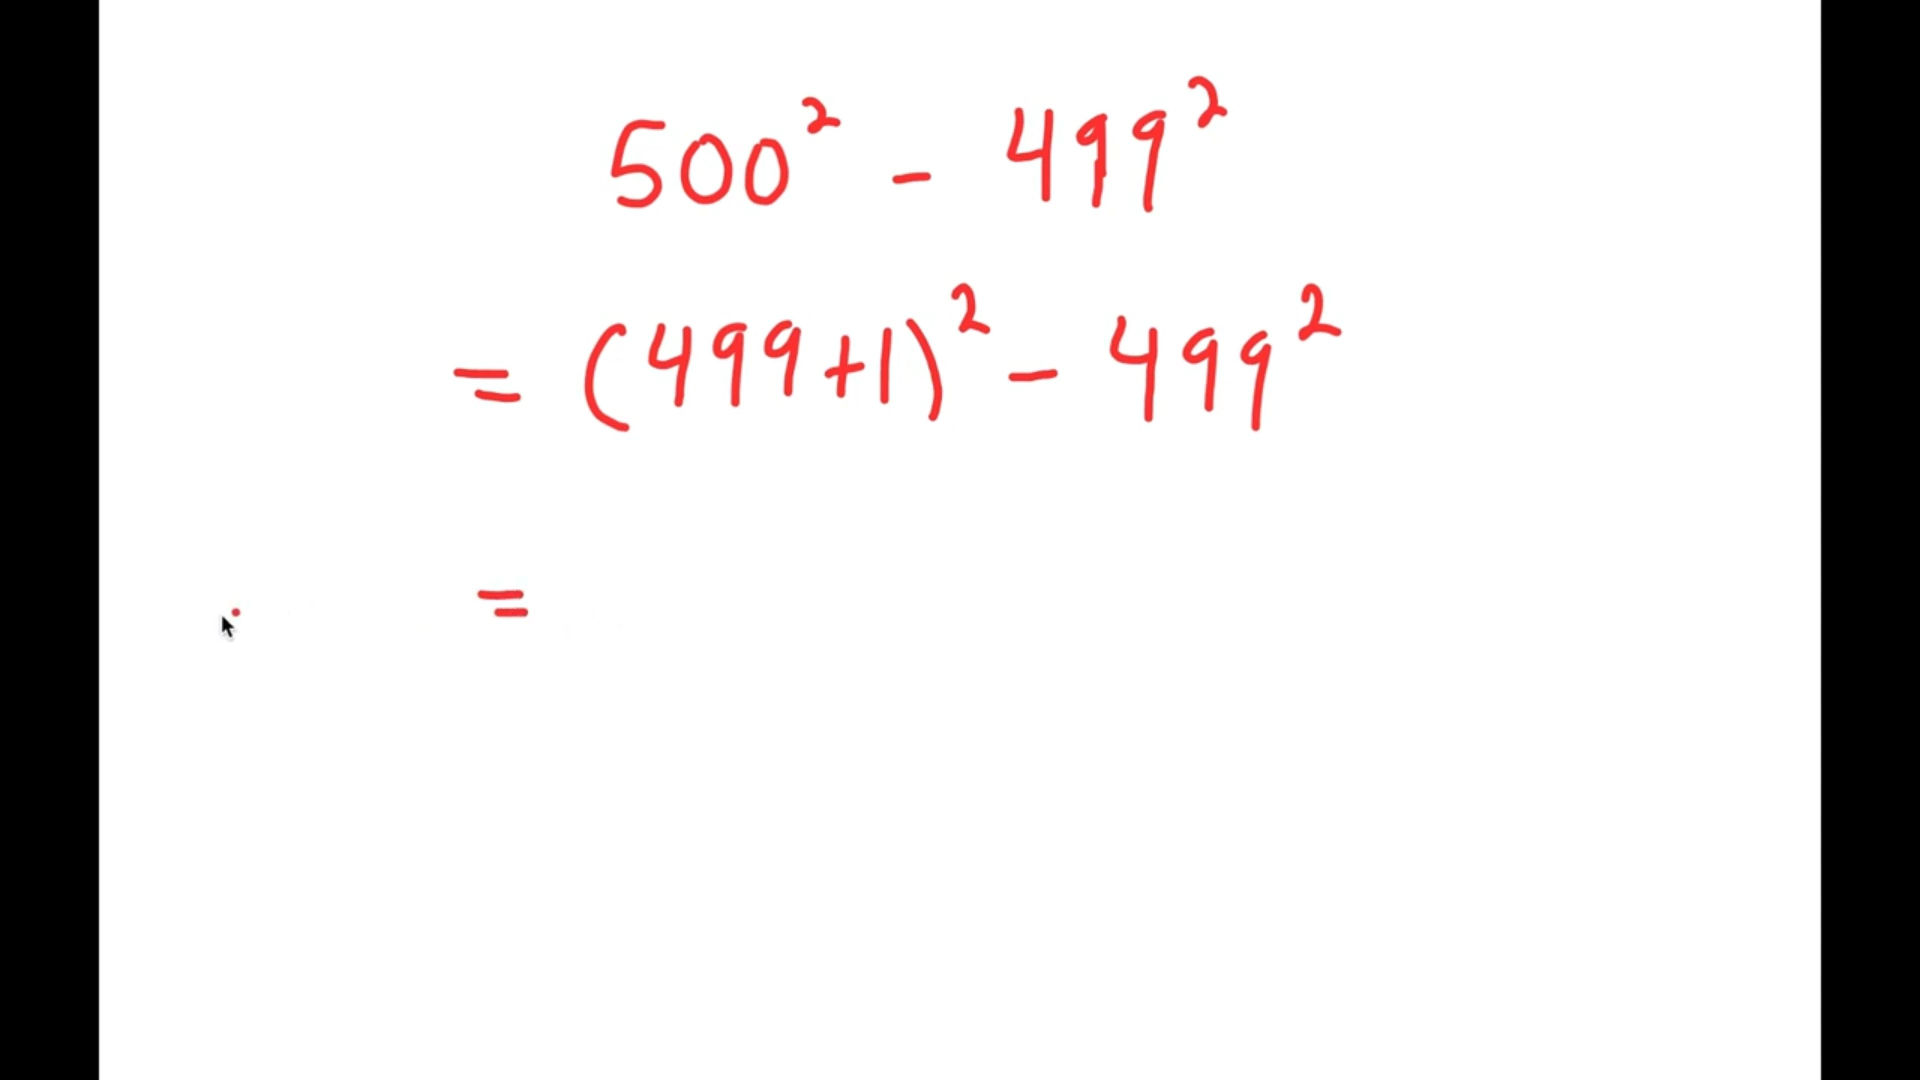 500² - 499²
= (499+1)² - 499²
=